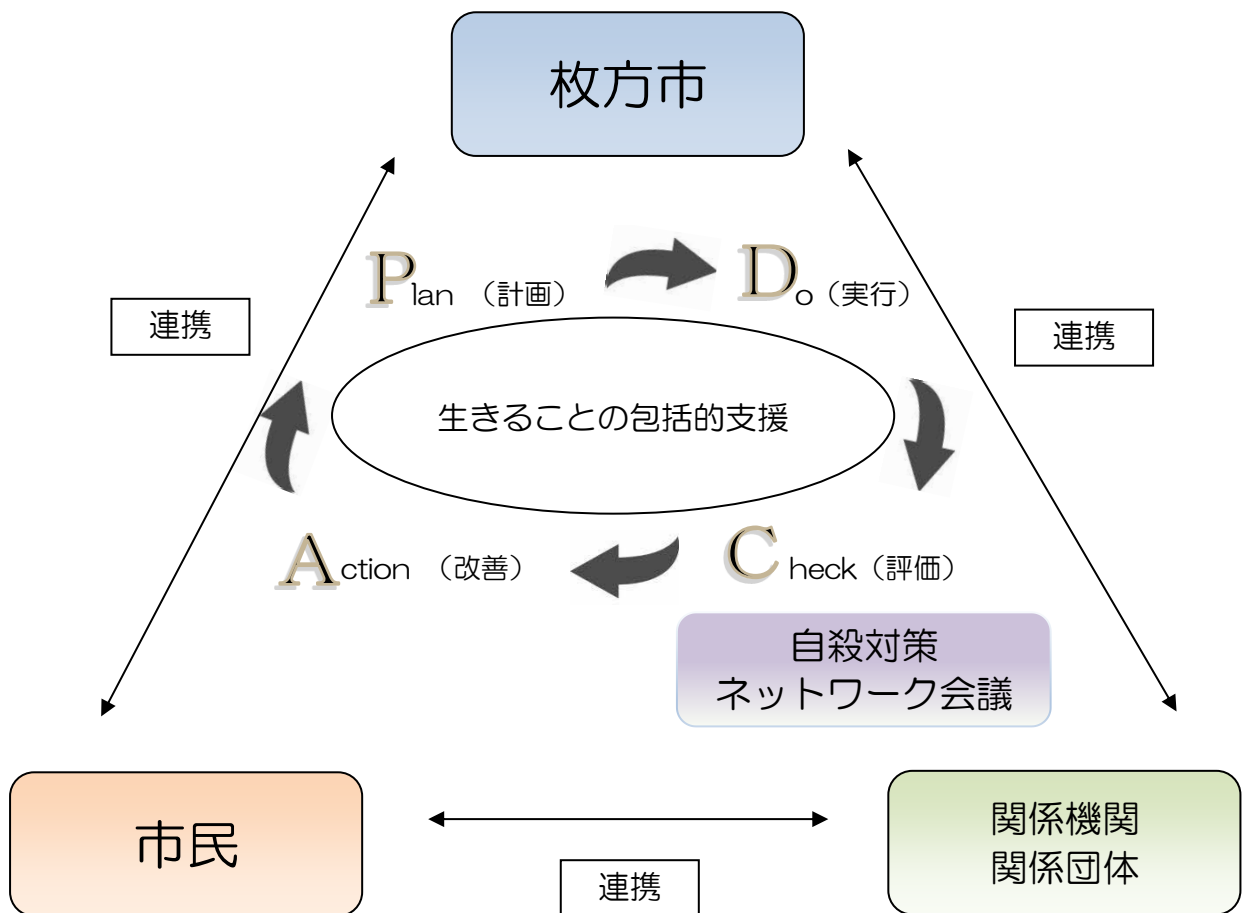 枚方市
Plan （計画）
Do（実行）
連携
連携
生きることの包括的支援
Action （改善）
Check（評価）
自殺対策
ネットワーク会議
市民
関係機関
関係団体
連携